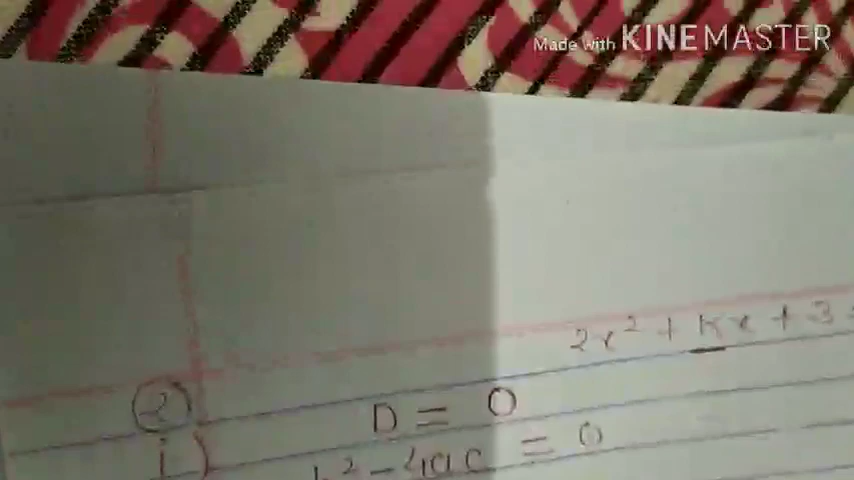 Made with KINEMASTER
2x² + kx + 3
2
D = 0
i)
b² - 4ac = 0